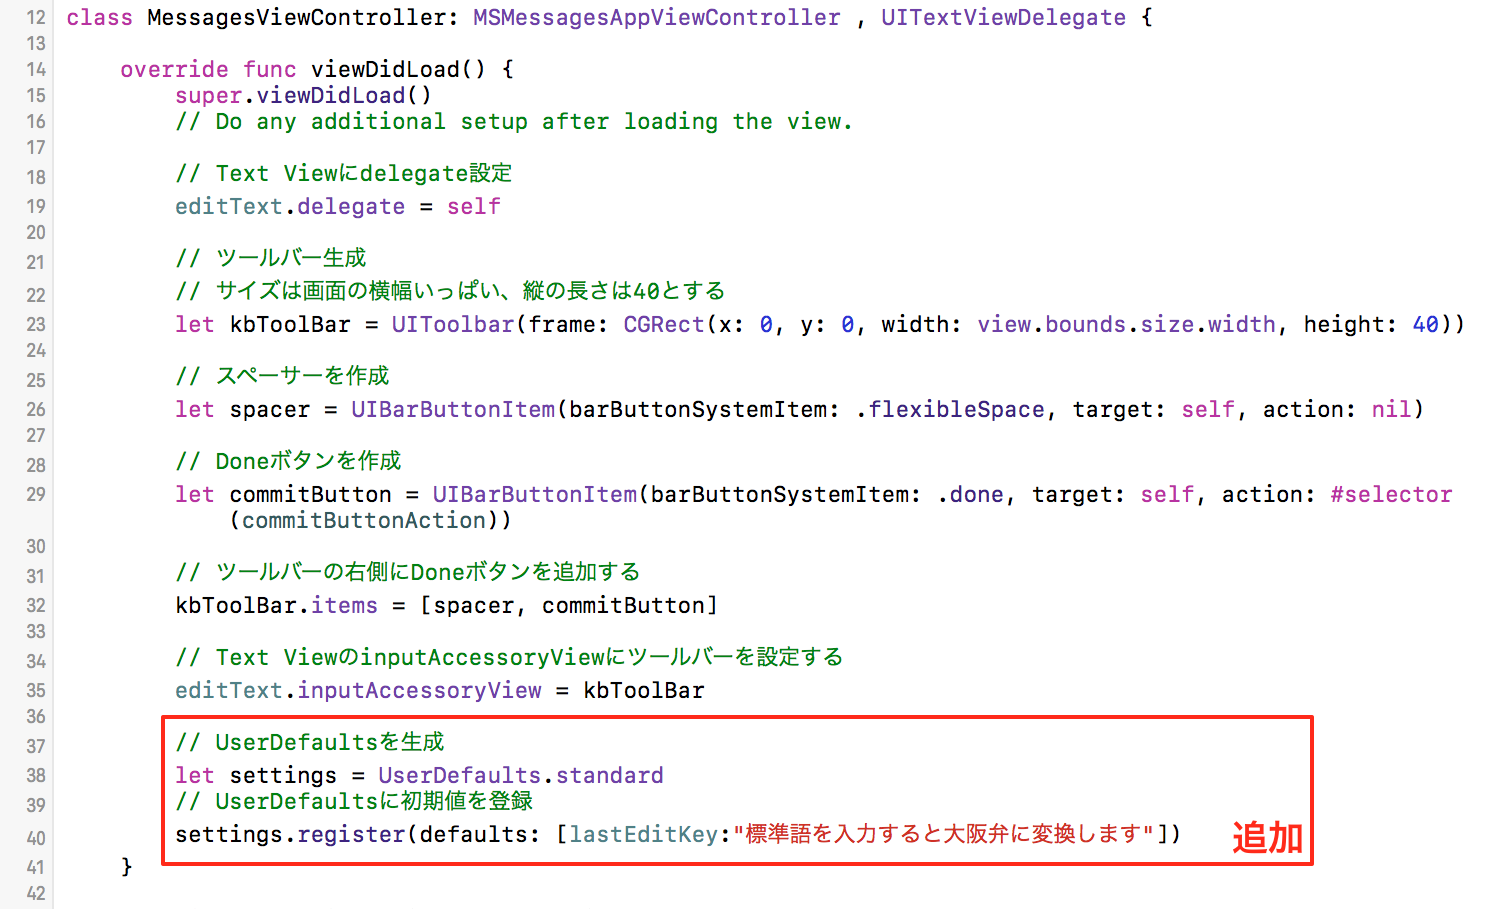 12 class MessagesViewController: MSMessagesAppViewController , UITextViewDelegate {
13
14 override func viewDidLoad() {
15 super.viewDidLoad()
16 // Do any additional setup after loading the view.
17
18 // Text Viewにdelegate設定
19 editText.delegate = self
20
21 // ツールバー生成
22 // サイズは画面の横幅いっぱい、縦の長さは40とする
23 let kbToolBar = UIToolbar(frame: CGRect(x: 0, y: 0, width: view.bounds.size.width, height: 40))
24
25 // スペーサーを作成
26 let spacer = UIBarButtonItem(barButtonSystemItem: .flexibleSpace, target: self, action: nil)
27
28 // Doneボタンを作成
29 let commitButton = UIBarButtonItem(barButtonSystemItem: .done, target: self, action: #selector
(commitButtonAction))
30
31 // ツールバーの右側にDoneボタンを追加する
32 kbToolBar.items = [spacer, commitButton]
33
34 // Text ViewのinputAccessoryViewにツールバーを設定する
35 editText.inputAccessoryView = kbToolBar
36
37 // UserDefaultsを生成
38 let settings = UserDefaults.standard
39 // UserDefaultsに初期値を登録
40 settings.register(defaults: [lastEditKey:"標準語を入力すると大阪弁に変換します"])
追加
41 }
42